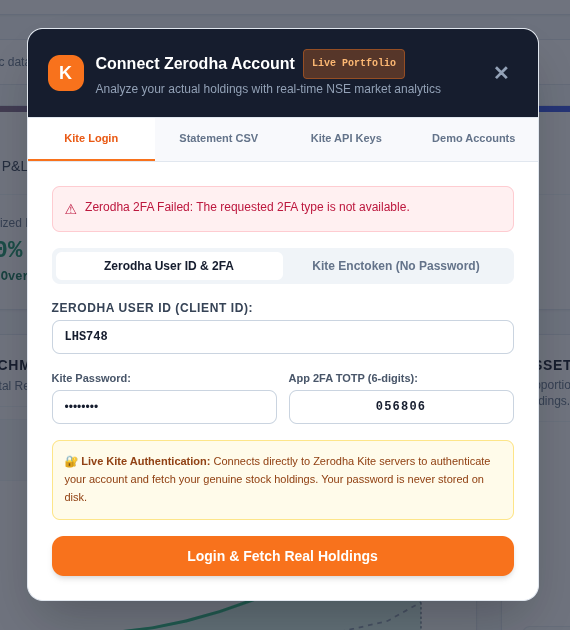 K
Connect Zerodha Account
Live Portfolio
Analyze your actual holdings with real-time NSE market analytics
✕
Kite Login
Statement CSV
Kite API Keys
Demo Accounts
⚠ Zerodha 2FA Failed: The requested 2FA type is not available.
Zerodha User ID & 2FA
Kite Enctoken (No Password)
ZERODHA USER ID (CLIENT ID):
LHS748
Kite Password:
App 2FA TOTP (6-digits):
••••••••
056806
🔐 Live Kite Authentication: Connects directly to Zerodha Kite servers to authenticate
your account and fetch your genuine stock holdings. Your password is never stored on
disk.
Login & Fetch Real Holdings
P&L